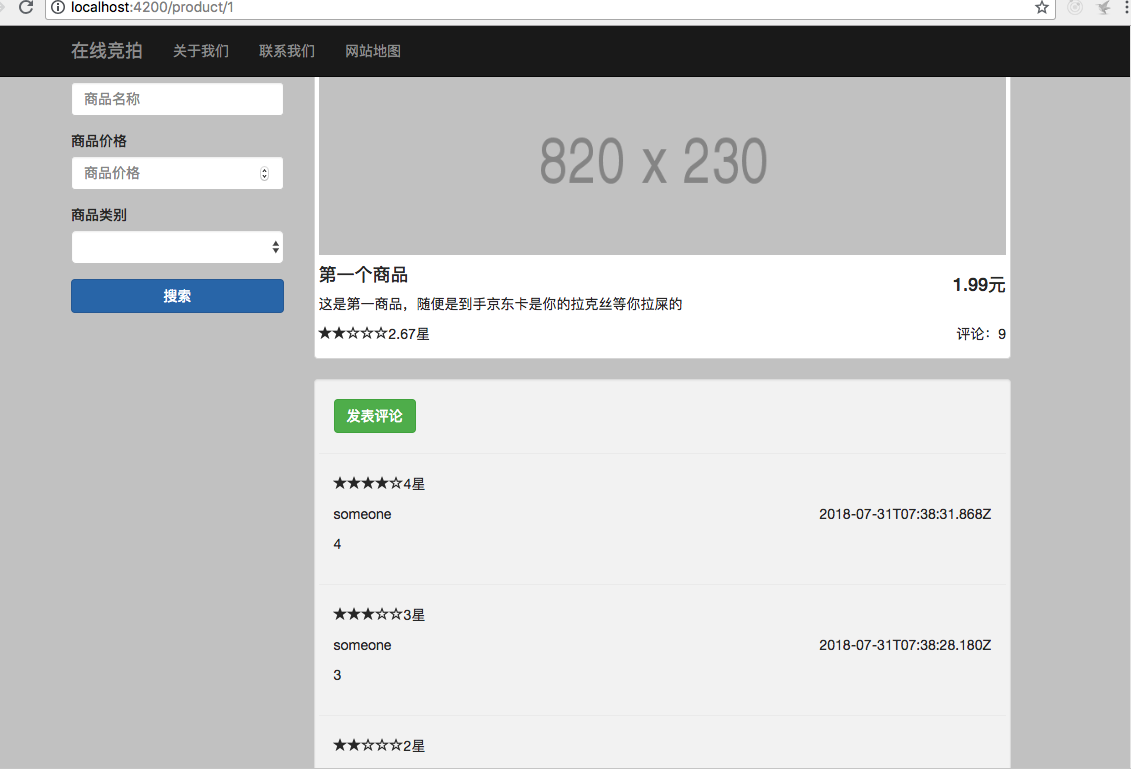 localhost:4200/product/1
在线竞拍 关于我们 联系我们 网站地图
商品名称
商品价格
商品价格
商品类别
搜索
820 x 230
第一个商品
1.99元
这是第一商品，随便是到手京东卡是你的拉克丝等你拉屎的
★★☆☆☆2.67星
评论：9
发表评论
★★★★☆4星
someone
2018-07-31T07:38:31.868Z
4
★★★☆☆3星
someone
2018-07-31T07:38:28.180Z
3
★★☆☆☆2星